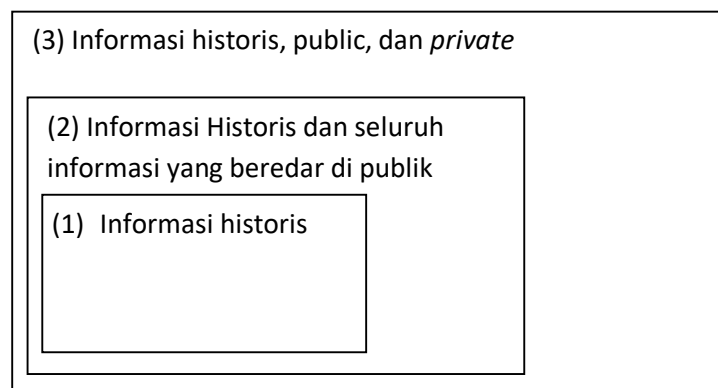 (3) Informasi historis, public, dan private
(2) Informasi Historis dan seluruh
informasi yang beredar di publik
(1) Informasi historis